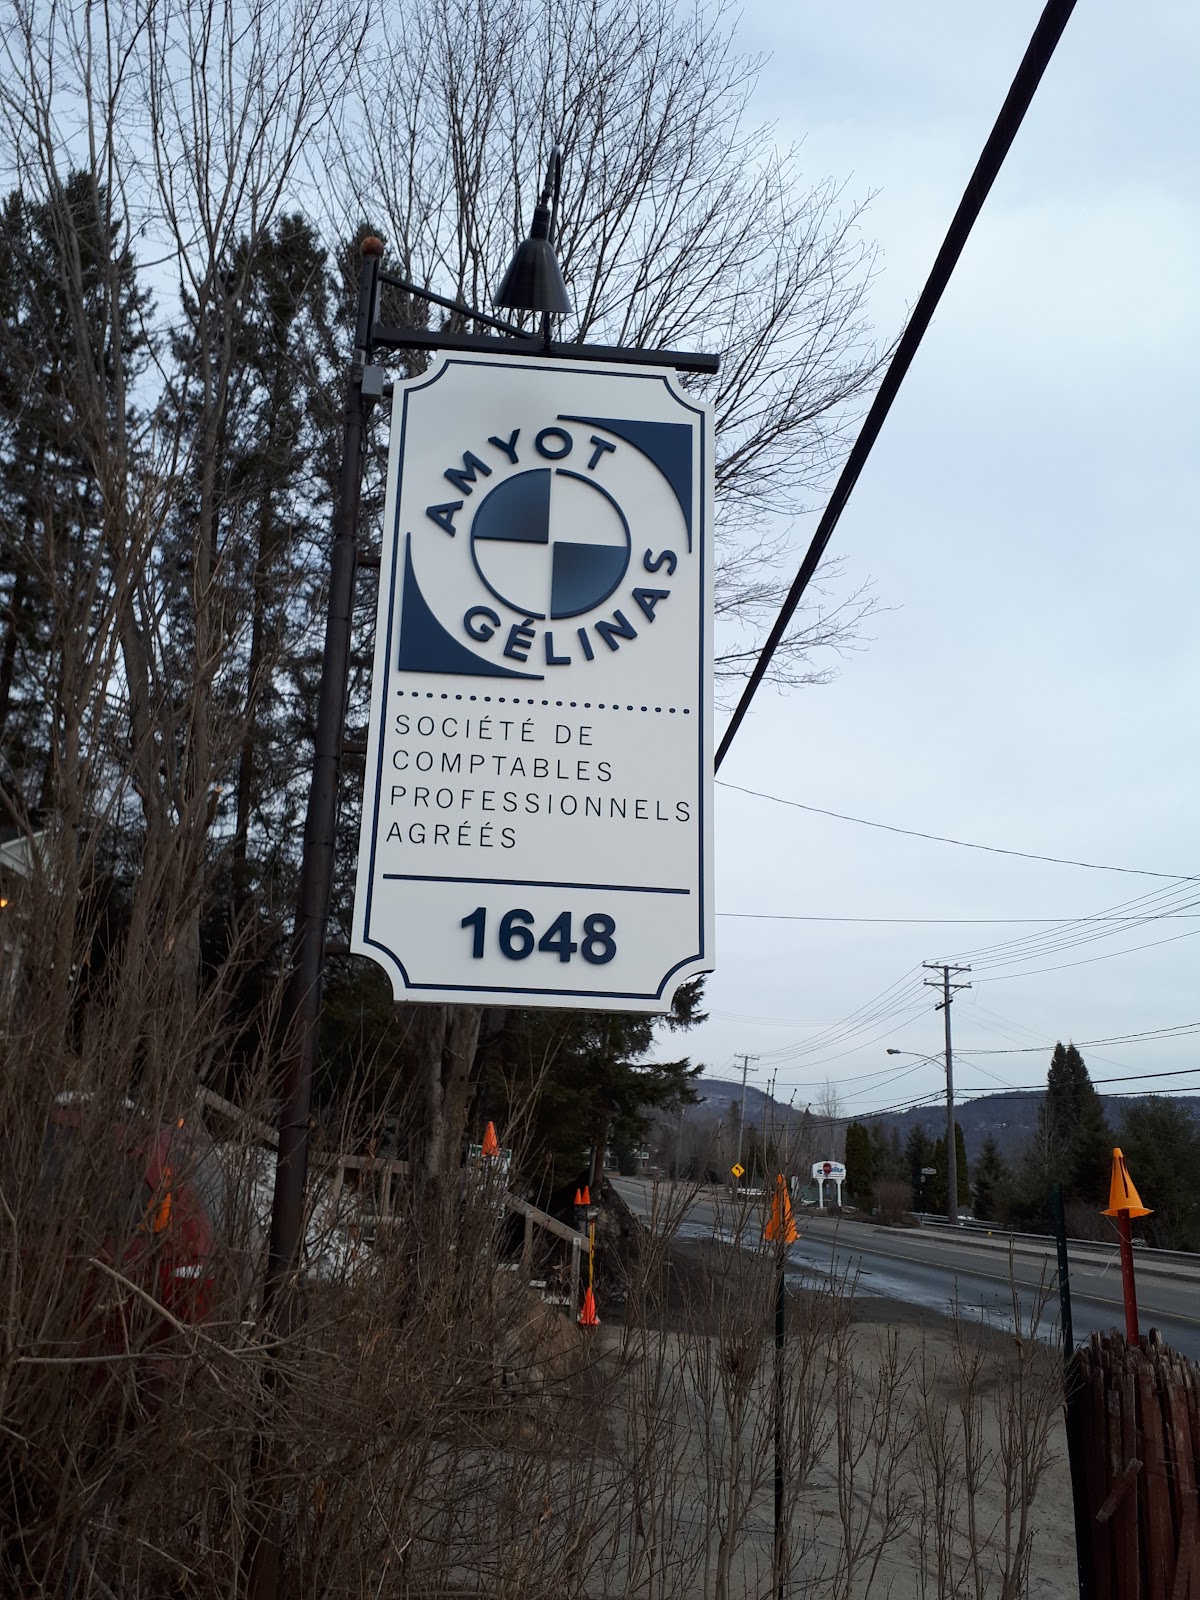 AMYOT
GÉLINAS
SOCIÉTÉ DE
COMPTABLES
PROFESSIONNELS
AGRÉÉS
1648